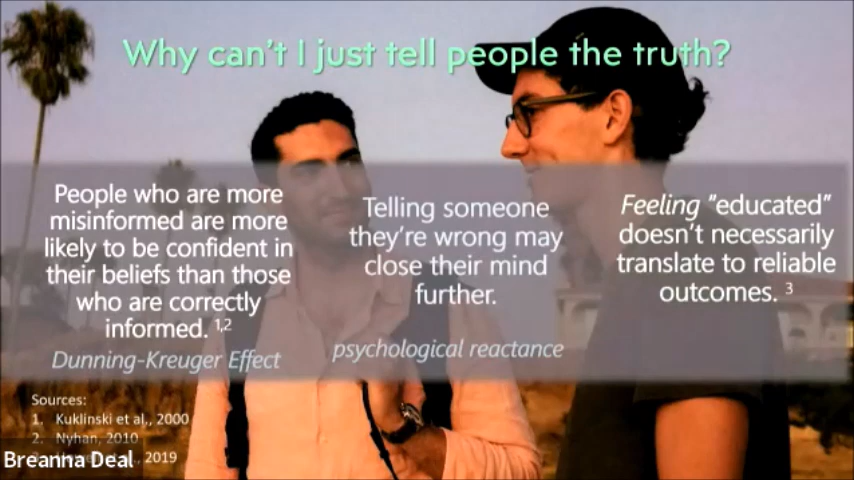 Why can't I just tell people the truth?
People who are more
misinformed are more
likely to be confident in
their beliefs than those
who are correctly
informed. 1,2
Dunning-Kreuger Effect
Telling someone
they're wrong may
close their mind
further.
psychological reactance
Feeling "educated"
doesn't necessarily
translate to reliable
outcomes. 3
Sources:
1. Kuklinski et al., 2000
2. Nyhan, 2010
2019
Breanna Deal